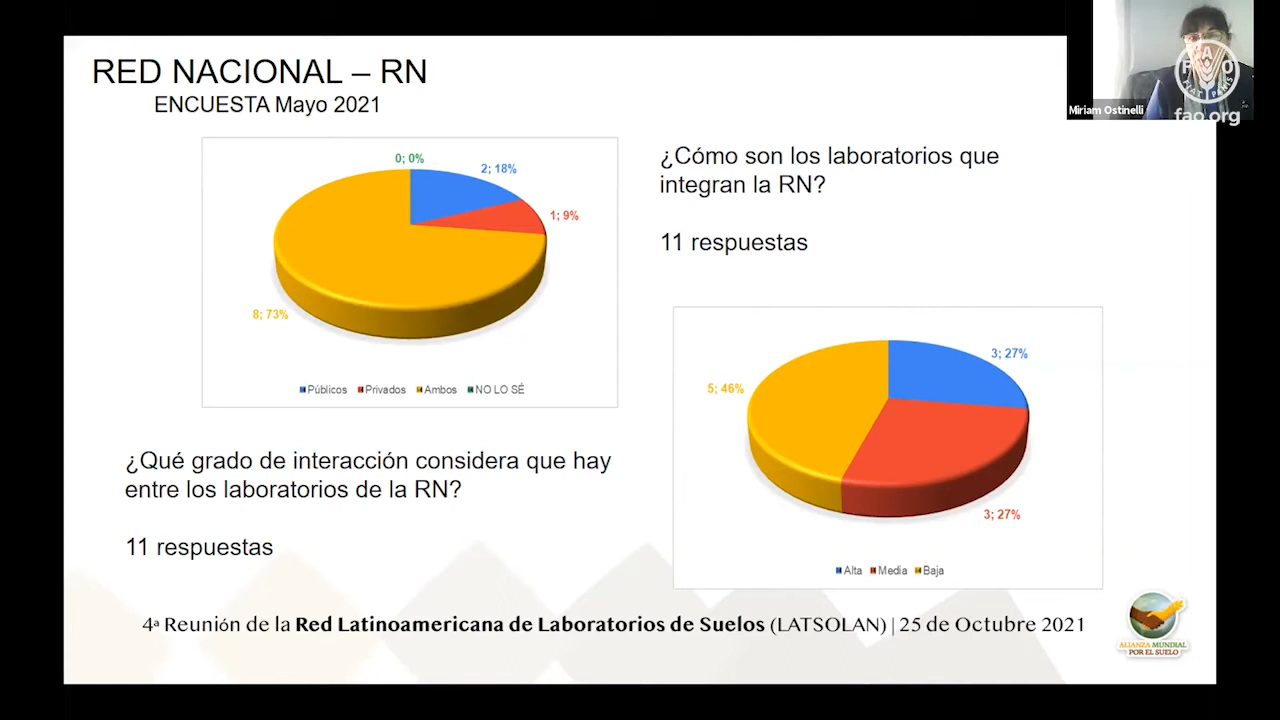 RED NACIONAL – RN
ENCUESTA Mayo 2021
0; 0%
2; 18%
1; 9%
8; 73%
Públicos Privados Ambos NO LO SÉ
¿Cómo son los laboratorios que
integran la RN?
11 respuestas
¿Qué grado de interacción considera que hay
entre los laboratorios de la RN?
11 respuestas
3; 27%
5; 46%
3; 27%
Alta Media Baja
4ª Reunión de la Red Latinoamericana de Laboratorios de Suelos (LATSOLAN) | 25 de Octubre 2021
ALIANZA MUNDIAL
POR EL SUELO
Miriam Ostinelli
F A O
FIAT PANIS
fao.org